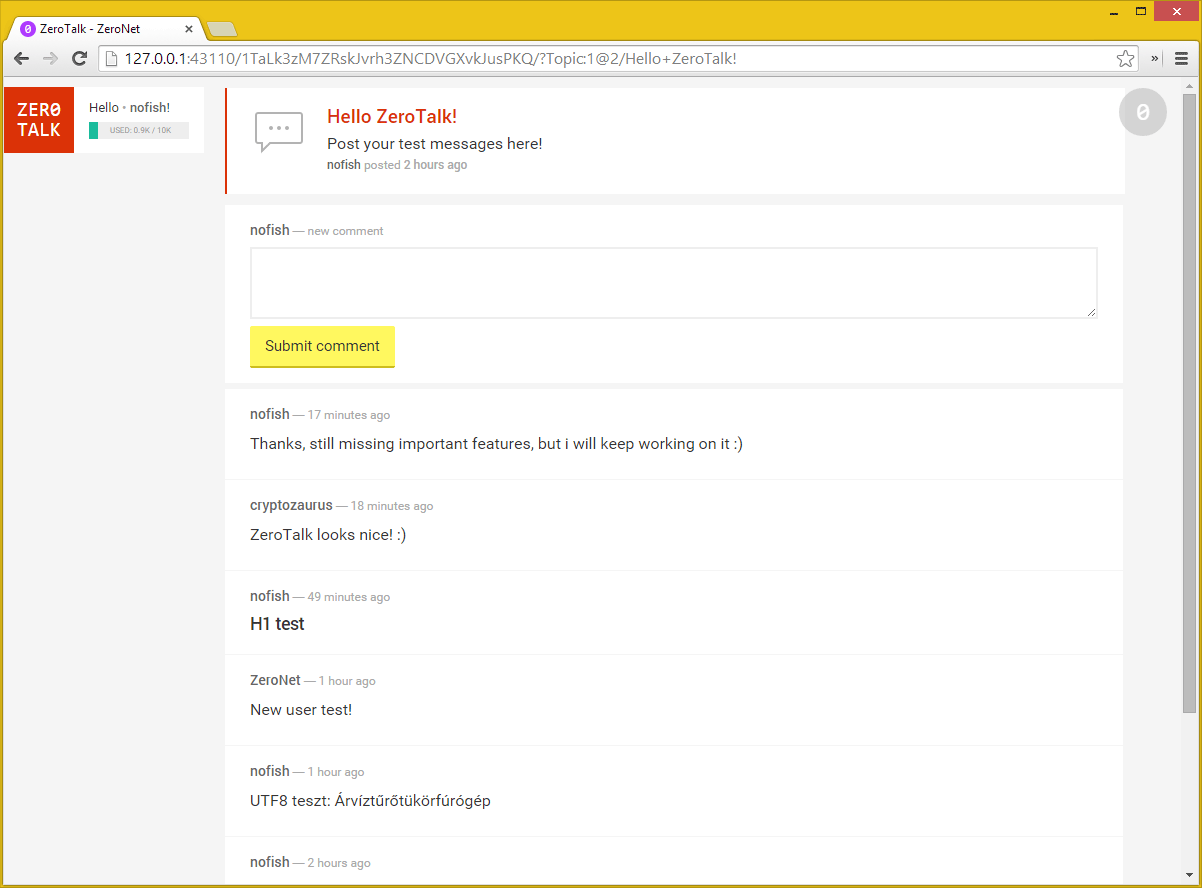 ZeroTalk - ZeroNet
127.0.0.1:43110/1TaLk3zM7ZRskJvrh3ZNCDVGXvkJusPKQ/?Topic:1@2/Hello+ZeroTalk!
ZER0
TALK
Hello • nofish!
USED: 0.9K / 10K
Hello ZeroTalk!
Post your test messages here!
nofish posted 2 hours ago
0
nofish — new comment
Submit comment
nofish — 17 minutes ago
Thanks, still missing important features, but i will keep working on it :)
cryptozaurus — 18 minutes ago
ZeroTalk looks nice! :)
nofish — 49 minutes ago
H1 test
ZeroNet — 1 hour ago
New user test!
nofish — 1 hour ago
UTF8 teszt: Árvíztűrőtükörfúrógép
nofish — 2 hours ago